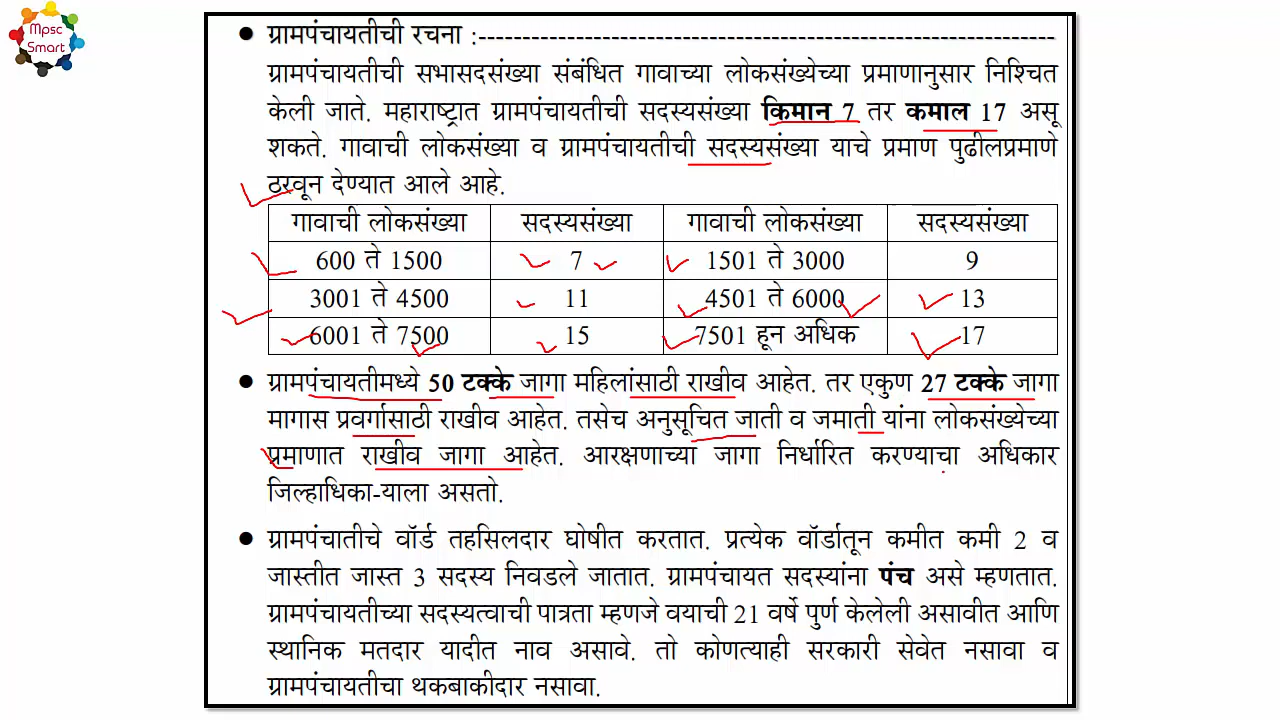 Mpsc
Smart
● ग्रामपंचायतीची रचना :------------------------------------------------------------------
ग्रामपंचायतीची सभासदसंख्या संबंधित गावाच्या लोकसंख्येच्या प्रमाणानुसार निश्चित
केली जाते. महाराष्ट्रात ग्रामपंचायतीची सदस्यसंख्या किमान 7 तर कमाल 17 असू
शकते. गावाची लोकसंख्या व ग्रामपंचायतीची सदस्यसंख्या याचे प्रमाण पुढीलप्रमाणे
ठरवून देण्यात आले आहे.
गावाची लोकसंख्या सदस्यसंख्या गावाची लोकसंख्या सदस्यसंख्या
600 ते 1500 7 1501 ते 3000 9
3001 ते 4500 11 4501 ते 6000 13
6001 ते 7500 15 7501 हून अधिक 17
● ग्रामपंचायतीमध्ये 50 टक्के जागा महिलांसाठी राखीव आहेत. तर एकुण 27 टक्के जागा
मागास प्रवर्गासाठी राखीव आहेत. तसेच अनुसूचित जाती व जमाती यांना लोकसंख्येच्या
प्रमाणात राखीव जागा आहेत. आरक्षणाच्या जागा निर्धारित करण्याचा अधिकार
जिल्हाधिका-याला असतो.
● ग्रामपंचातीचे वॉर्ड तहसिलदार घोषीत करतात. प्रत्येक वॉर्डातून कमीत कमी 2 व
जास्तीत जास्त 3 सदस्य निवडले जातात. ग्रामपंचायत सदस्यांना पंच असे म्हणतात.
ग्रामपंचायतीच्या सदस्यत्वाची पात्रता म्हणजे वयाची 21 वर्षे पुर्ण केलेली असावीत आणि
स्थानिक मतदार यादीत नाव असावे. तो कोणत्याही सरकारी सेवेत नसावा व
ग्रामपंचायतीचा थकबाकीदार नसावा.